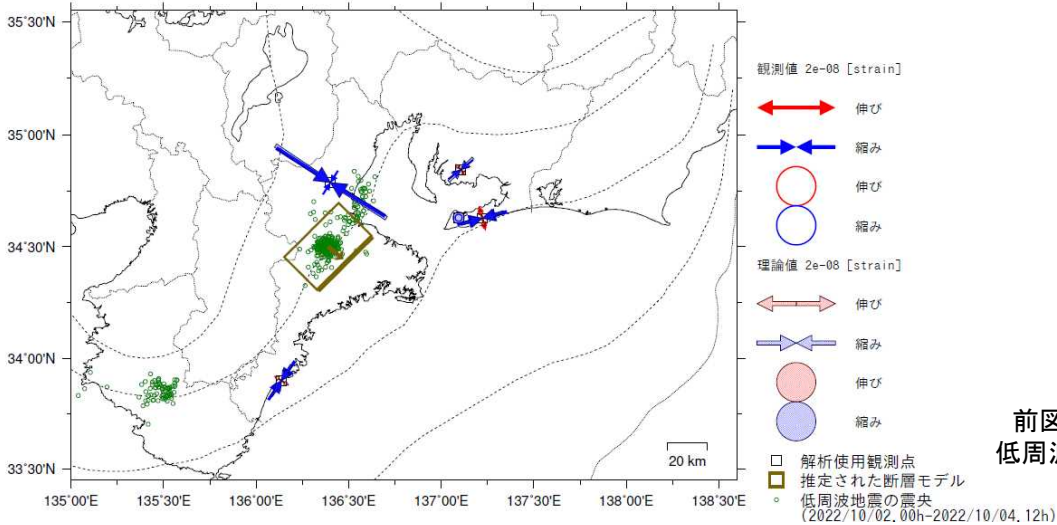 35°30'N
35°00'N
34°30'N
34°00'N
33°30'N
135°00'E
135°30'E
136°00'E
136°30'E
137°00'E
137°30'E
138°00'E
138°30'E
20 km
観測値 2e-08 [strain]
伸び
縮み
伸び
縮み
理論値 2e-08 [strain]
伸び
縮み
伸び
縮み
解析使用観測点
推定された断層モデル
低周波地震の震央
(2022/10/02.00h-2022/10/04.12h)
前図
低周波